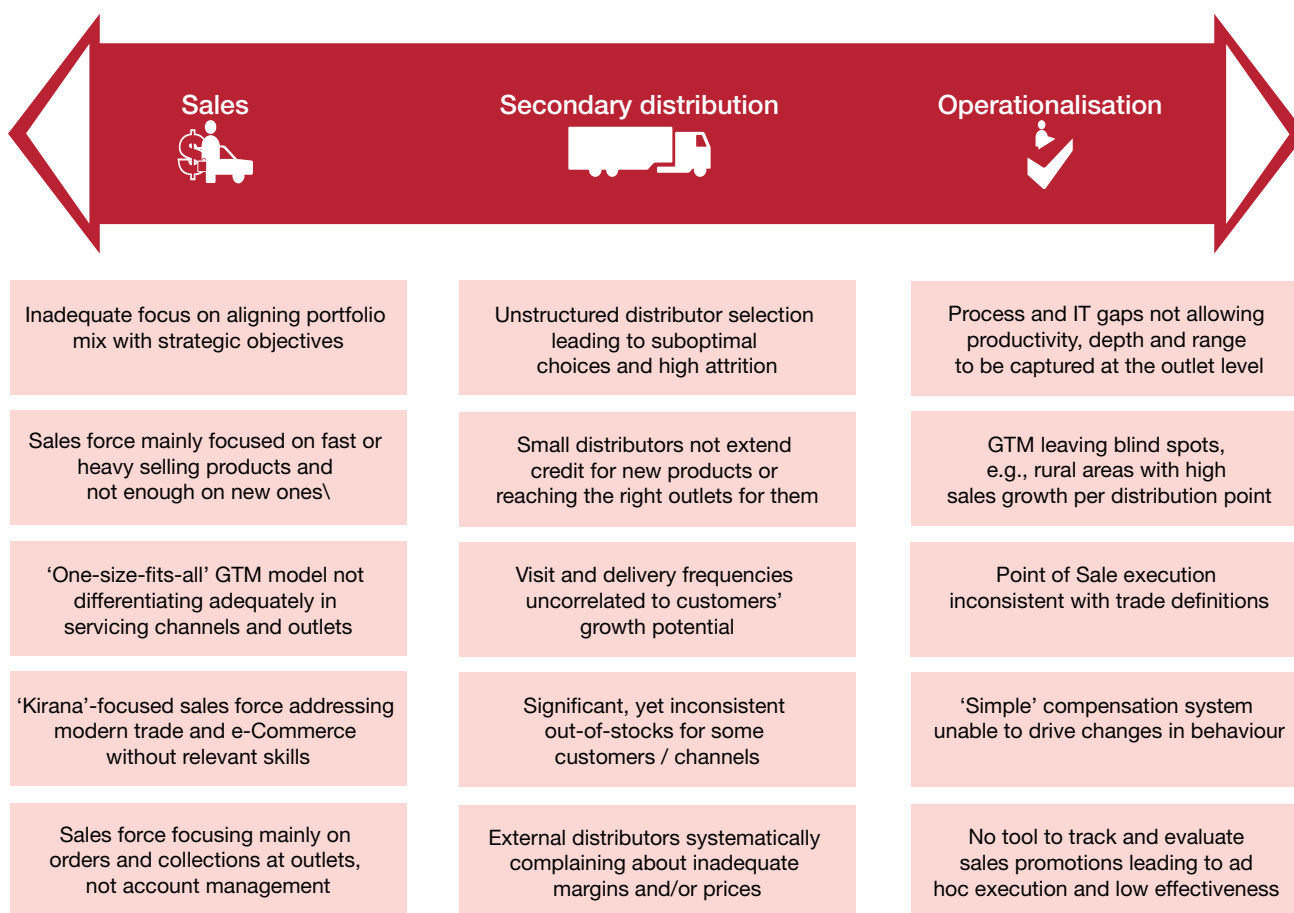 Sales
Secondary distribution
Operationalisation
$
Inadequate focus on aligning portfolio
mix with strategic objectives
Sales force mainly focused on fast or
heavy selling products and
not enough on new ones\
‘One-size-fits-all’ GTM model not
differentiating adequately in
servicing channels and outlets
‘Kirana’-focused sales force addressing
modern trade and e-Commerce
without relevant skills
Sales force focusing mainly on
orders and collections at outlets,
not account management
Unstructured distributor selection
leading to suboptimal
choices and high attrition
Small distributors not extend
credit for new products or
reaching the right outlets for them
Visit and delivery frequencies
uncorrelated to customers’
growth potential
Significant, yet inconsistent
out-of-stocks for some
customers / channels
External distributors systematically
complaining about inadequate
margins and/or prices
Process and IT gaps not allowing
productivity, depth and range
to be captured at the outlet level
GTM leaving blind spots,
e.g., rural areas with high
sales growth per distribution point
Point of Sale execution
inconsistent with trade definitions
‘Simple’ compensation system
unable to drive changes in behaviour
No tool to track and evaluate
sales promotions leading to ad
hoc execution and low effectiveness